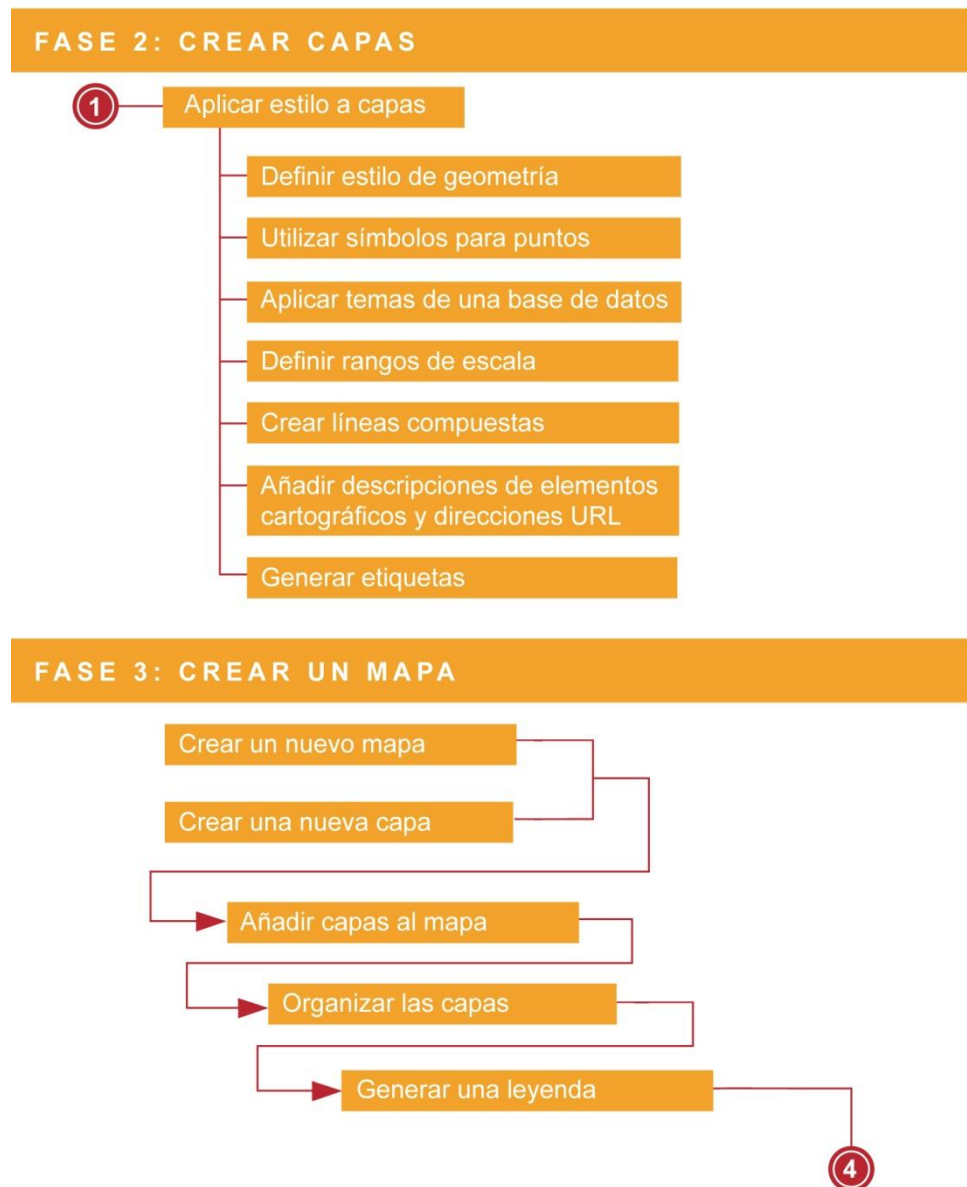 FASE 2: CREAR CAPAS
1
Aplicar estilo a capas
Definir estilo de geometría
Utilizar símbolos para puntos
Aplicar temas de una base de datos
Definir rangos de escala
Crear líneas compuestas
Añadir descripciones de elementos
cartográficos y direcciones URL
Generar etiquetas
FASE 3: CREAR UN MAPA
Crear un nuevo mapa
Crear una nueva capa
Añadir capas al mapa
Organizar las capas
Generar una leyenda
4